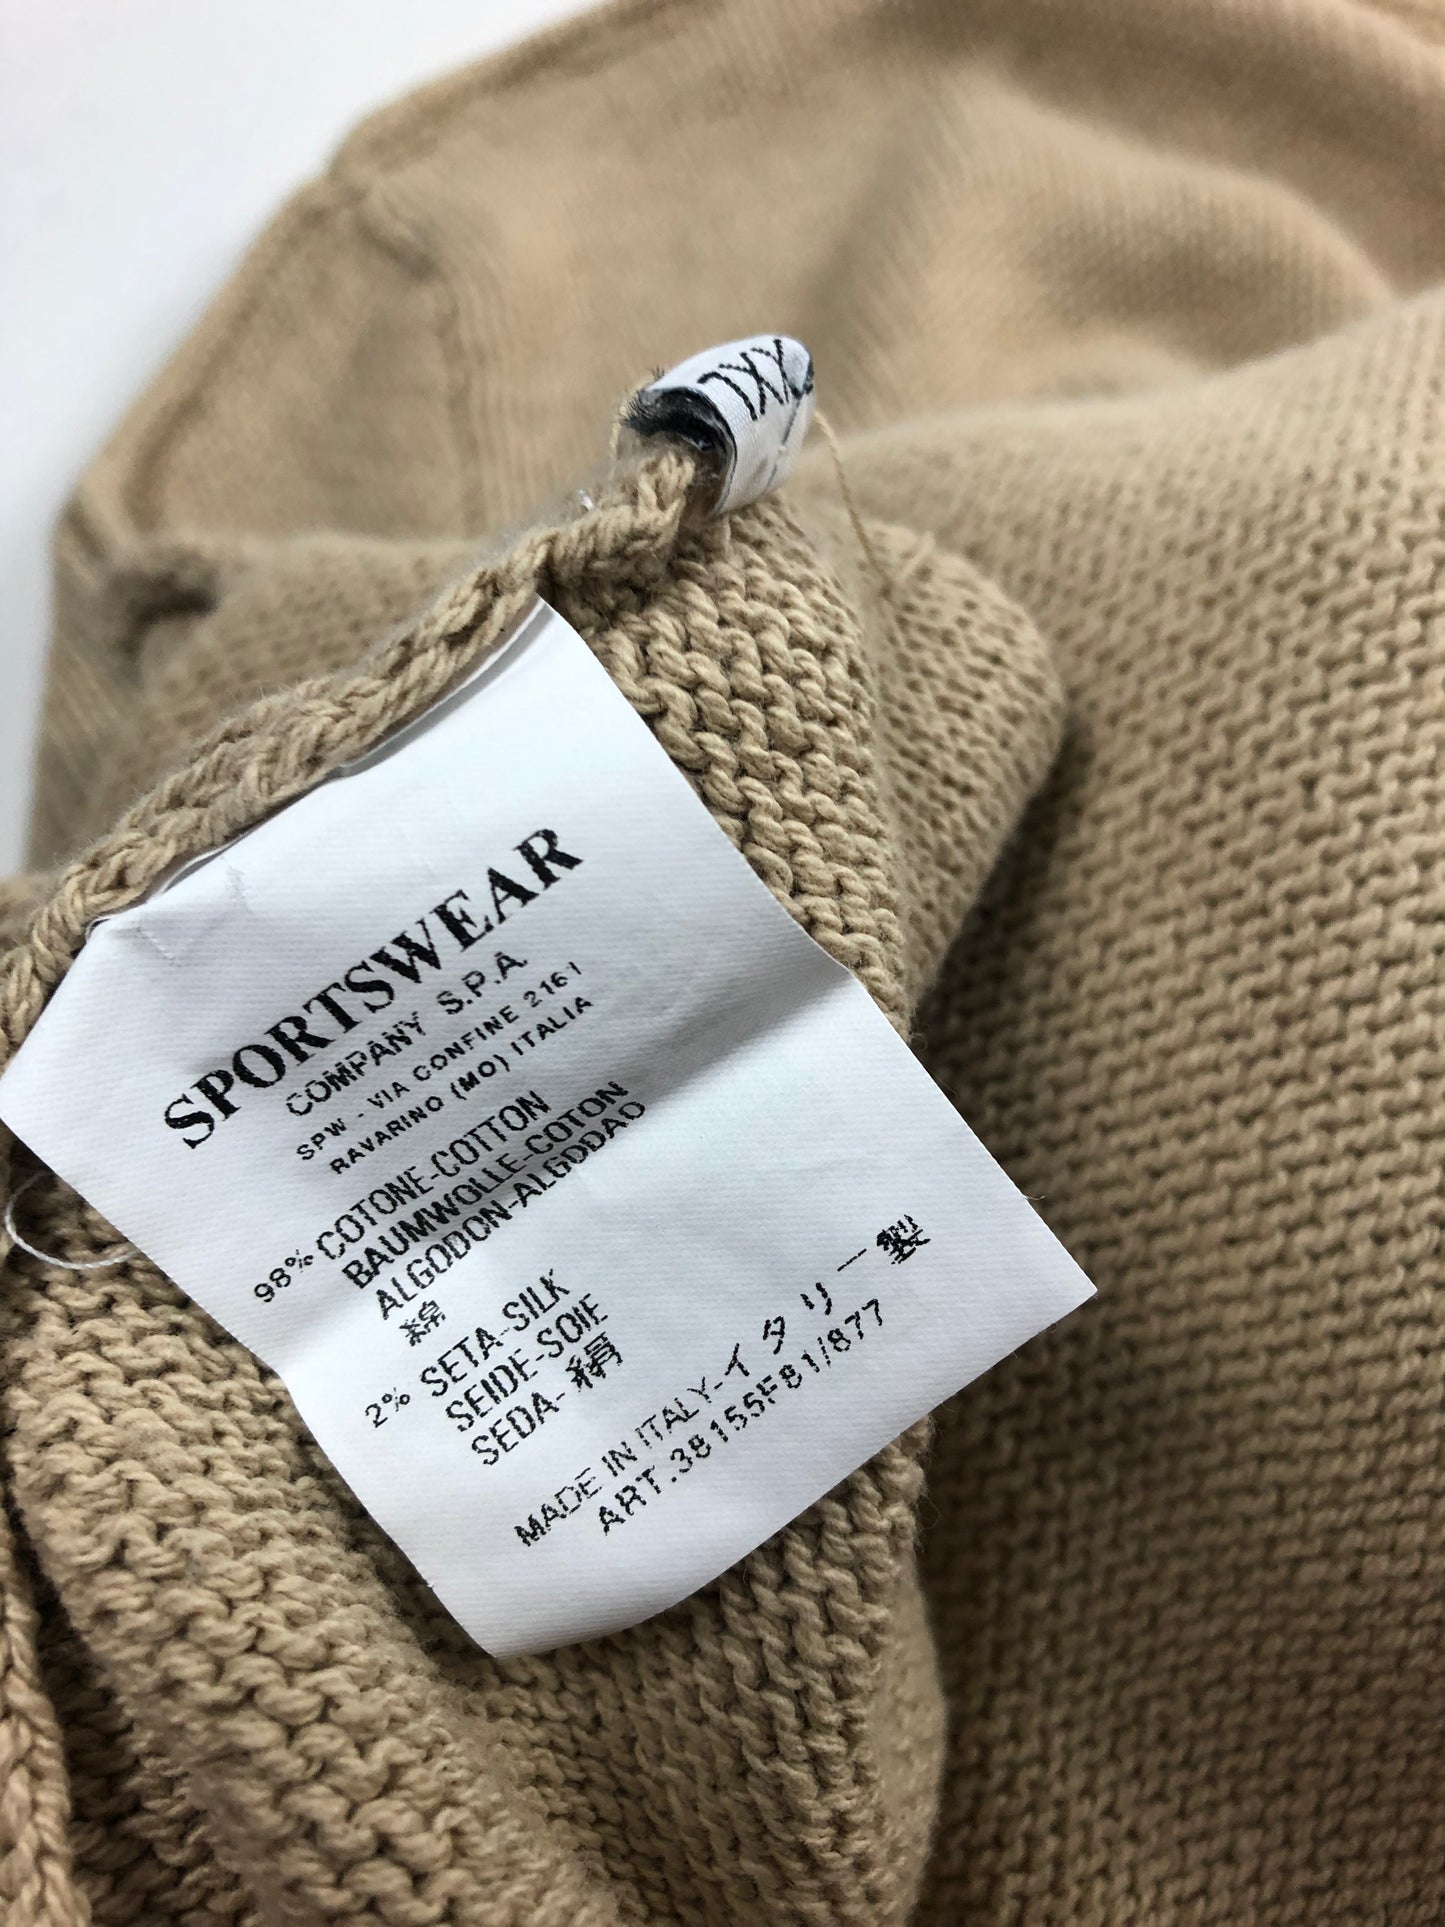 XXL
SPORTSWEAR
COMPANY S.P.A.
SPW - VIA CONFINE 2161
RAVARINO (MO) ITALIA
98% COTONE-COTTON
BAUMWOLLE-COTON
ALGODON-ALGODAO
綿
2% SETA-SILK
SEIDE-SOIE
SEDA-絹
MADE IN ITALY-イタリー製
ART.3815SF81/877